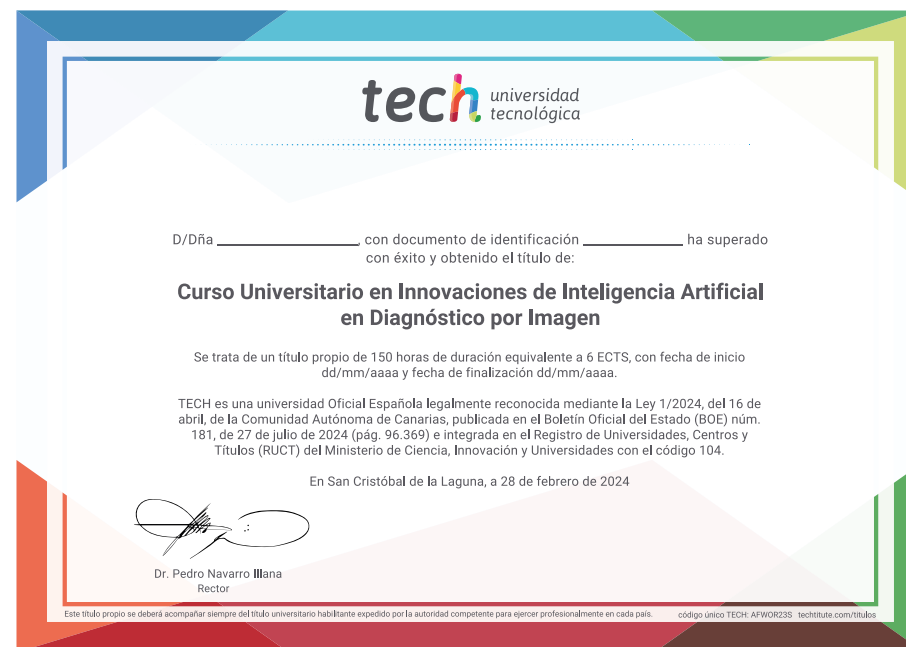 tech universidad
tecnológica
D/Dña ____________________, con documento de identificación ______________ ha superado
con éxito y obtenido el título de:
Curso Universitario en Innovaciones de Inteligencia Artificial
en Diagnóstico por Imagen
Se trata de un título propio de 150 horas de duración equivalente a 6 ECTS, con fecha de inicio
dd/mm/aaaa y fecha de finalización dd/mm/aaaa.
TECH es una universidad Oficial Española legalmente reconocida mediante la Ley 1/2024, del 16 de
abril, de la Comunidad Autónoma de Canarias, publicada en el Boletín Oficial del Estado (BOE) núm.
181, de 27 de julio de 2024 (pág. 96.369) e integrada en el Registro de Universidades, Centros y
Títulos (RUCT) del Ministerio de Ciencia, Innovación y Universidades con el código 104.
En San Cristóbal de la Laguna, a 28 de febrero de 2024
Dr. Pedro Navarro Illana
Rector
Este título propio se deberá acompañar siempre del título universitario habilitante expedido por la autoridad competente para ejercer profesionalmente en cada país. código único TECH: AFWOR23S techtitute.com/titulos